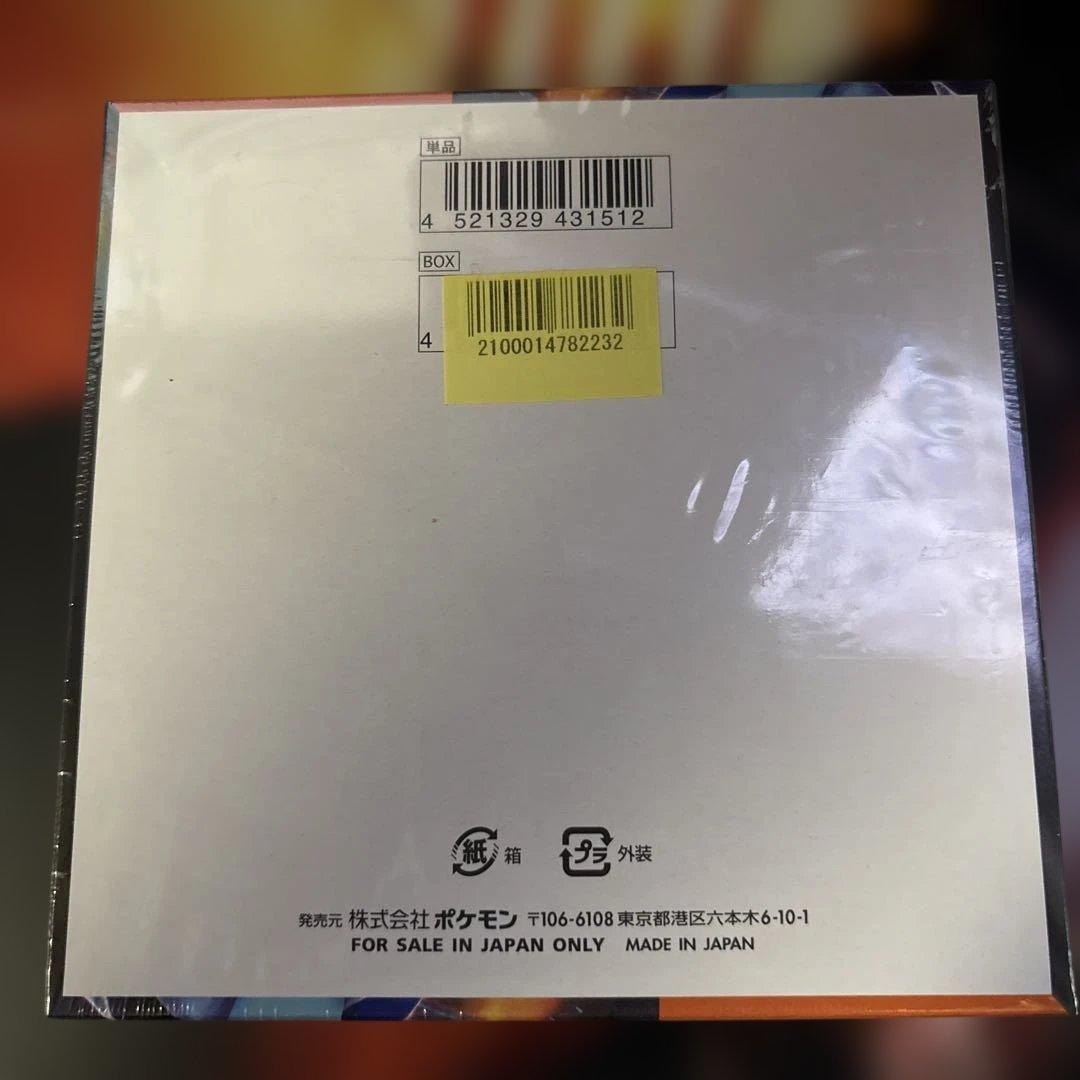 単品
4 521329 431512
BOX
4
2100014782232
紙 箱 プラ 外装
発売元 株式会社ポケモン 〒106-6108 東京都港区六本木6-10-1
FOR SALE IN JAPAN ONLY MADE IN JAPAN